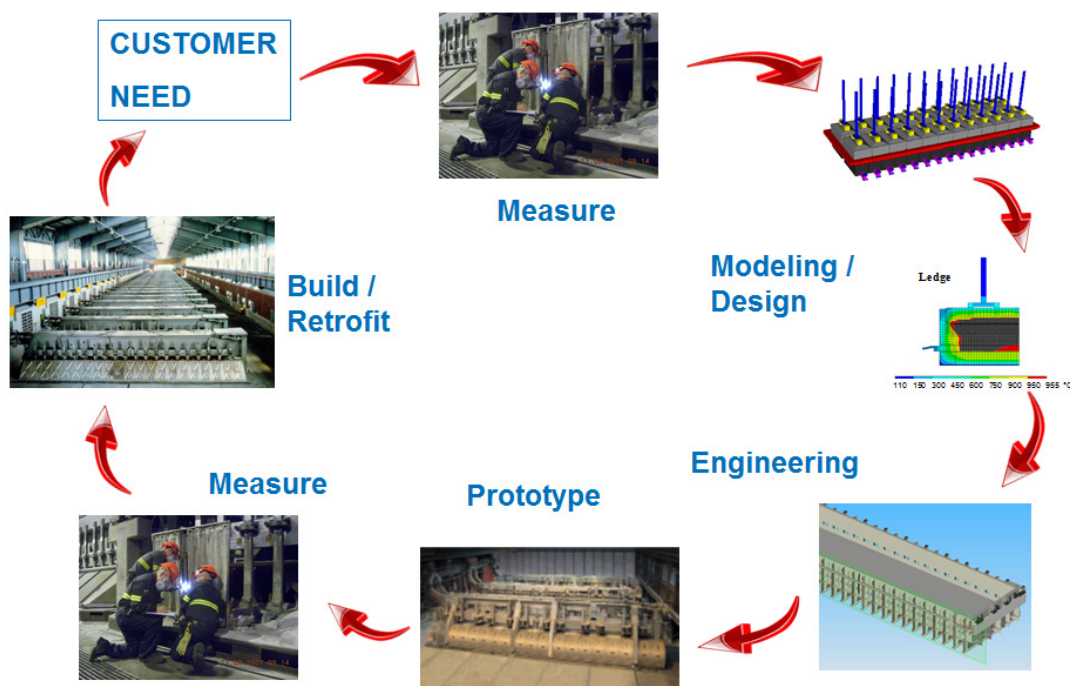 CUSTOMER
NEED
Measure
Modeling /
Design
Ledge
110 150 300 450 600 750 900 950 955 °C
Engineering
Prototype
Measure
Build /
Retrofit